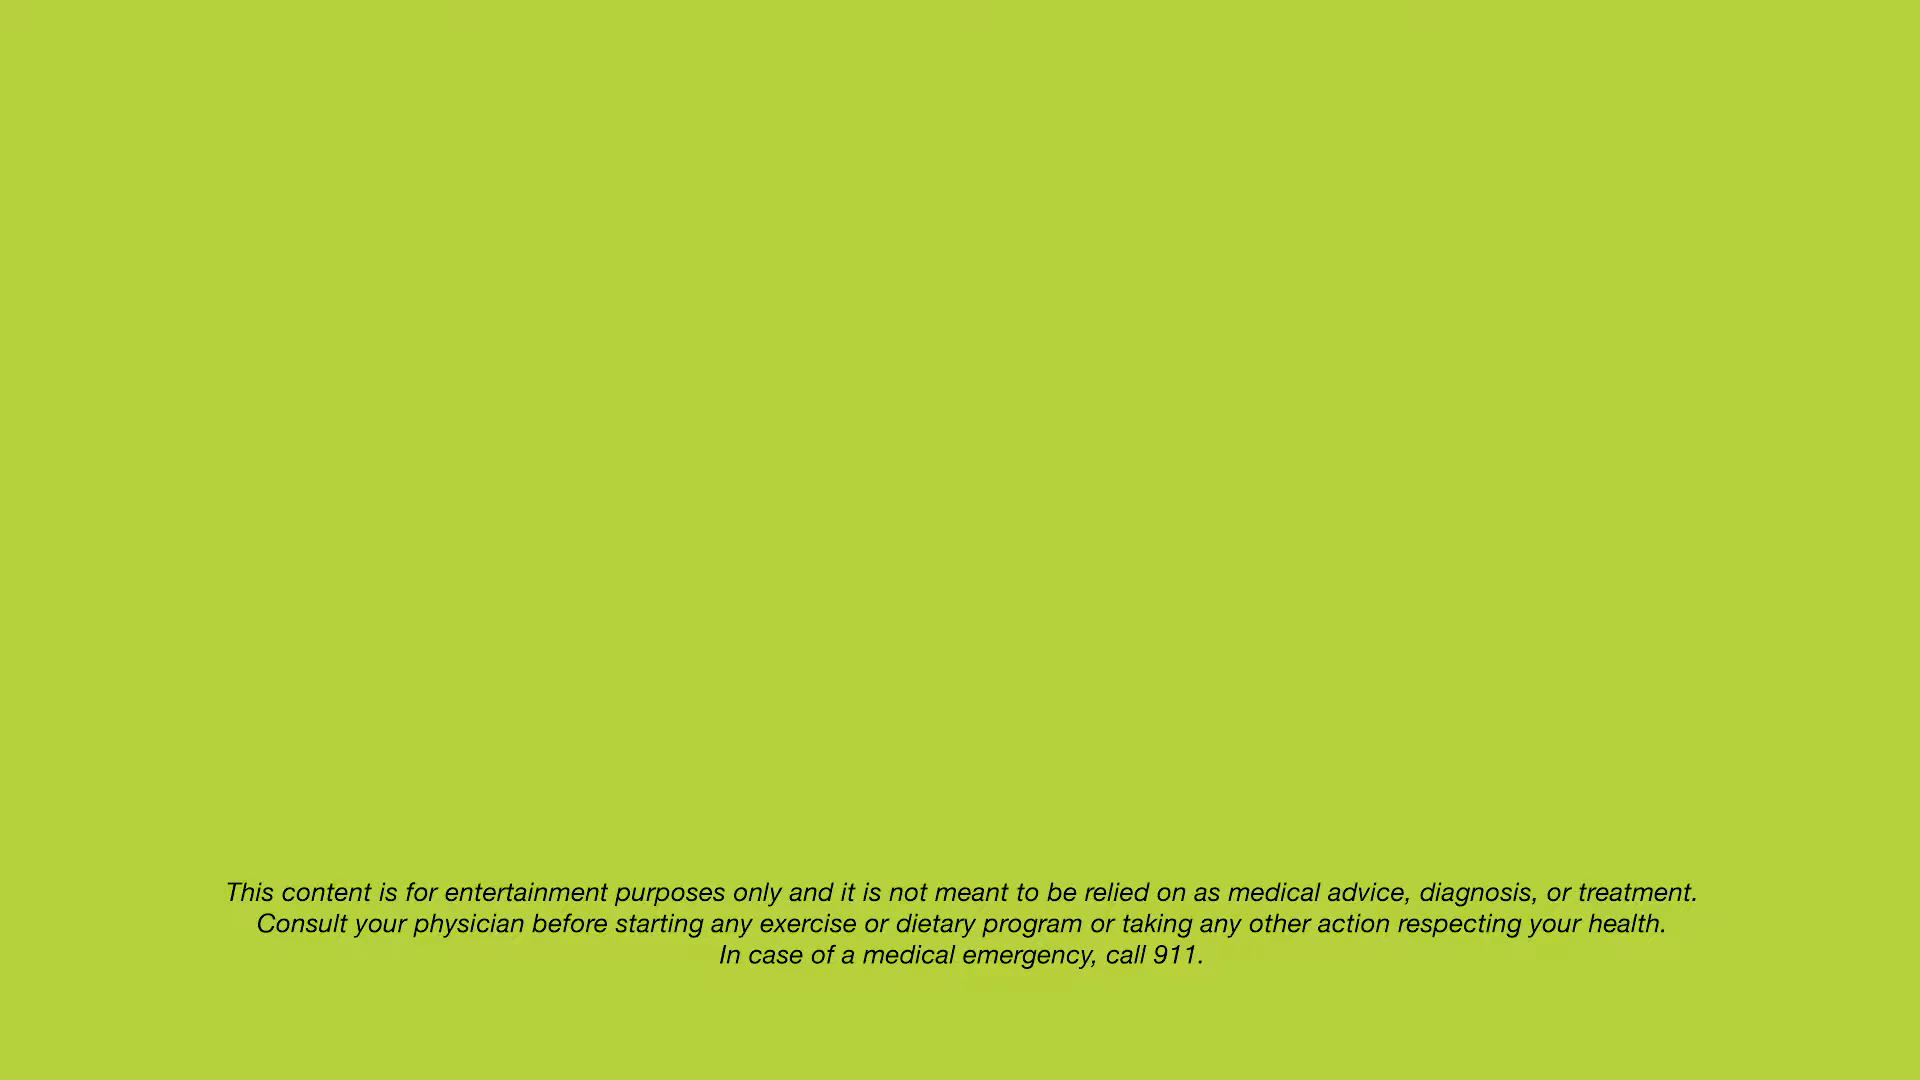 This content is for entertainment purposes only and it is not meant to be relied on as medical advice, diagnosis, or treatment.
Consult your physician before starting any exercise or dietary program or taking any other action respecting your health.
In case of a medical emergency, call 911.